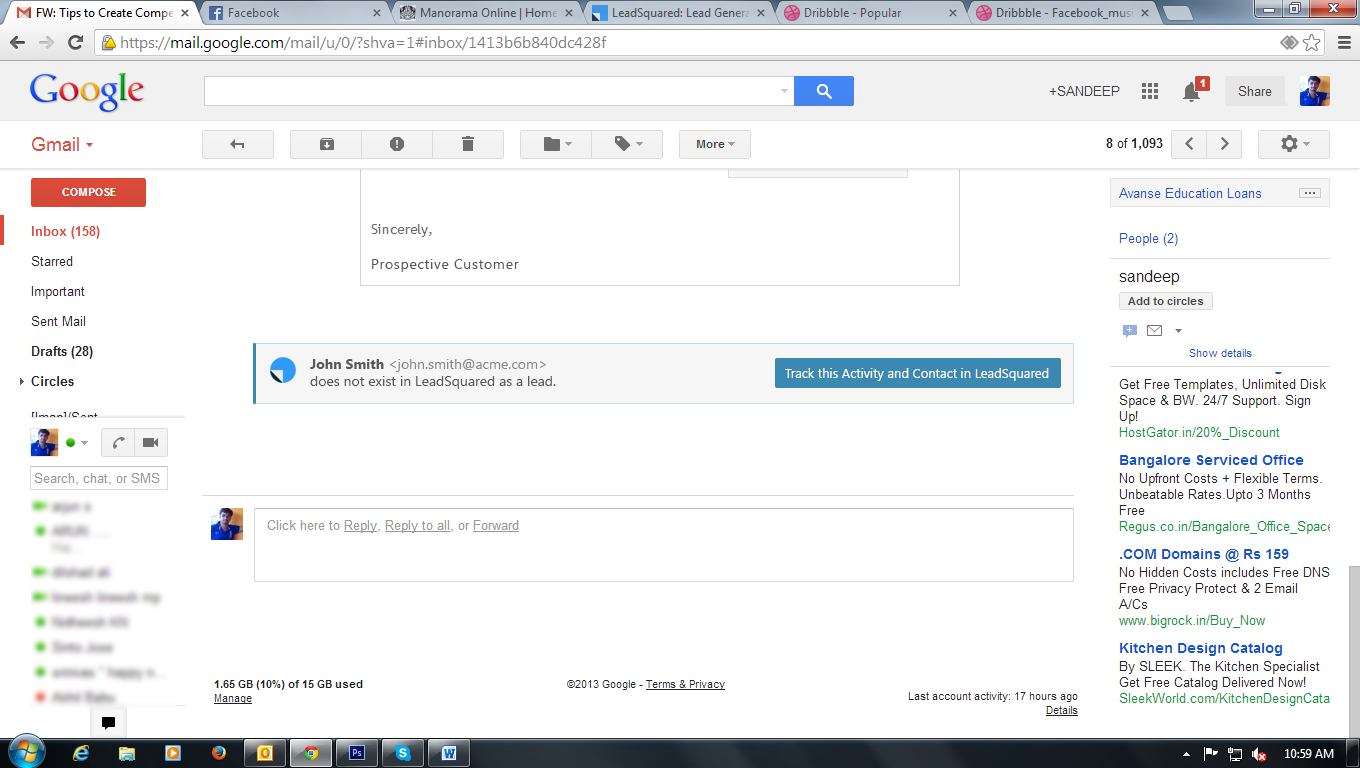 FW: Tips to Create Compe
Facebook
Manorama Online | Home
LeadSquared: Lead Genera
Dribbble - Popular
Dribbble - Facebook_musi
https://mail.google.com/mail/u/0/?shva=1#inbox/1413b6b840dc428f
Google
+SANDEEP
1
Share
Gmail
More
8 of 1,093
COMPOSE
Inbox (158)
Starred
Important
Sent Mail
Drafts (28)
Circles
[Imap]/Sent
Search, chat, or SMS
Sincerely,
Prospective Customer
John Smith <john.smith@acme.com>
does not exist in LeadSquared as a lead.
Track this Activity and Contact in LeadSquared
Click here to Reply, Reply to all, or Forward
1.65 GB (10%) of 15 GB used
Manage
©2013 Google - Terms & Privacy
Last account activity: 17 hours ago
Details
Avanse Education Loans
People (2)
sandeep
Add to circles
Show details
Get Free Templates, Unlimited Disk
Space & BW. 24/7 Support. Sign
Up!
HostGator.in/20%_Discount
Bangalore Serviced Office
No Upfront Costs + Flexible Terms.
Unbeatable Rates.Upto 3 Months
Free
Regus.co.in/Bangalore_Office_Space
.COM Domains @ Rs 159
No Hidden Costs includes Free DNS
Free Privacy Protect & 2 Email
A/Cs
www.bigrock.in/Buy_Now
Kitchen Design Catalog
By SLEEK. The Kitchen Specialist
Get Free Catalog Delivered Now!
SleekWorld.com/KitchenDesignCata
Ps
S
W
10:59 AM